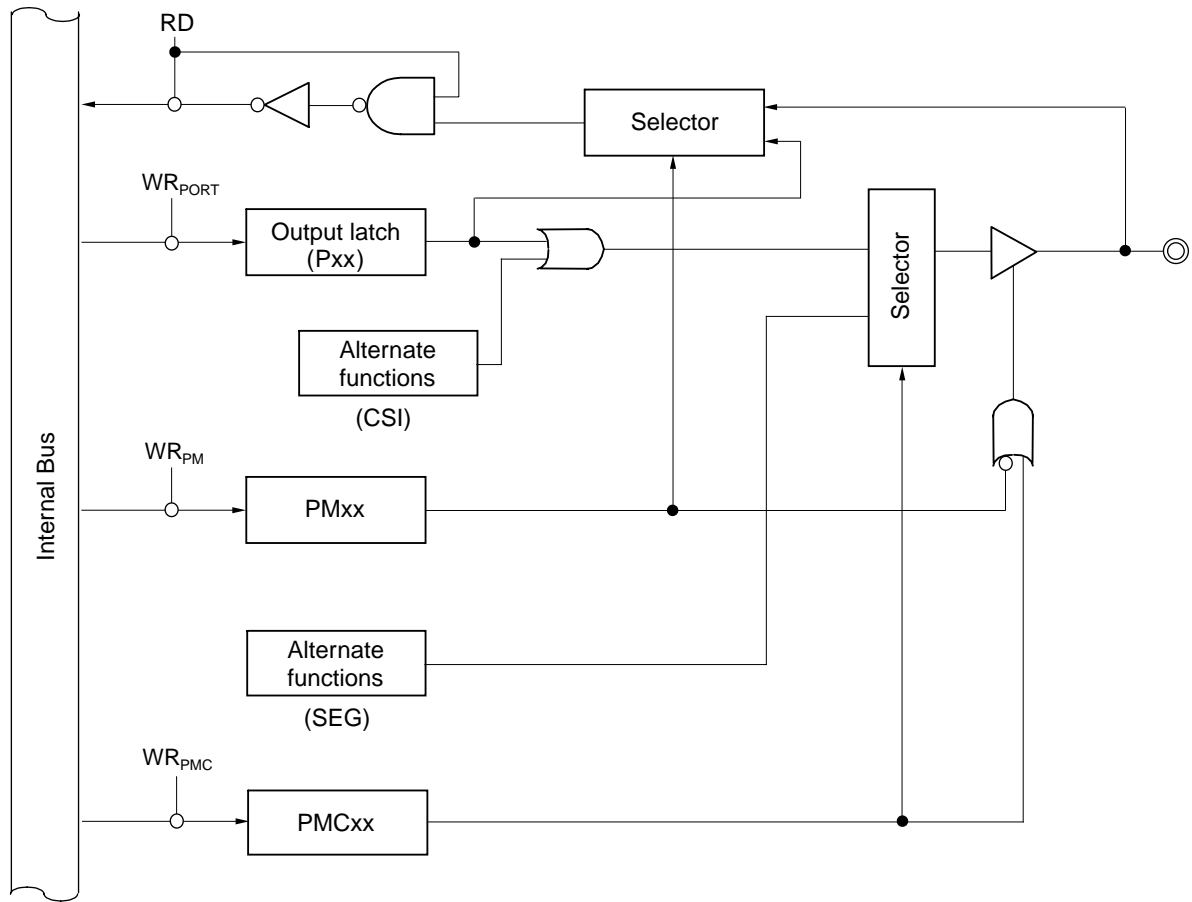 RD
Selector
WRPORT
Output latch
(Pxx)
Selector
Alternate
functions
(CSI)
Internal Bus
WRPM
PMxx
Alternate
functions
(SEG)
WRPMC
PMCxx